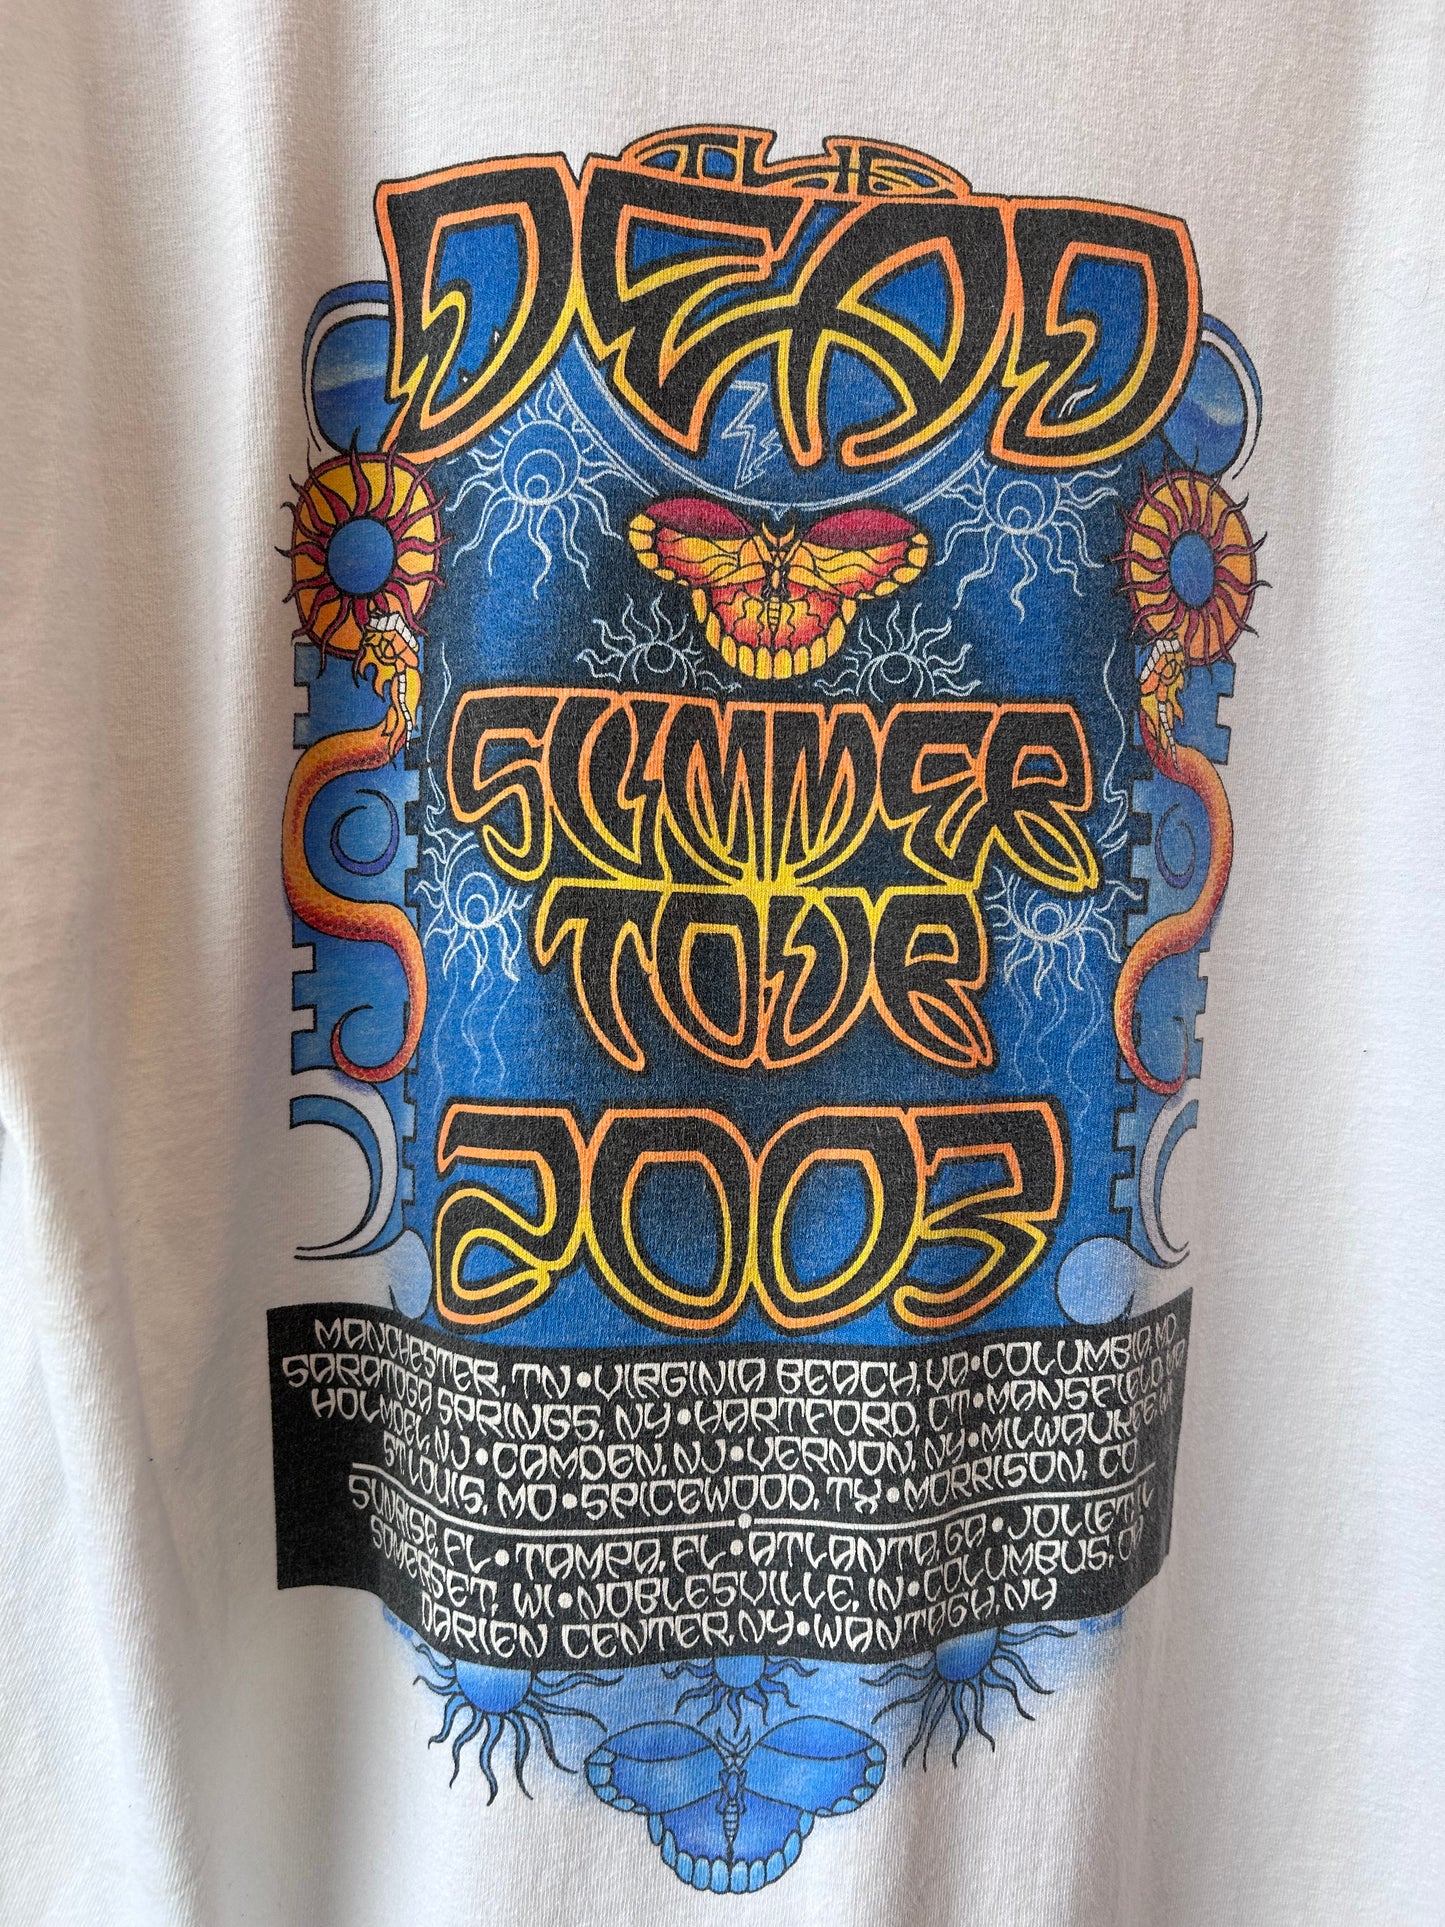 THE
DEAD
SUMMER
TOUR
2003
MANCHESTER, TN•VIRGINIA BEACH, VA•COLUMBIA, MD
SARATOGA SPRINGS, NY•HARTFORD, CT•MANSFIELD, MA
HOLMDEL, NJ•CAMDEN, NJ•VERNON, NY•MILWAUKEE, WI
ST LOUIS, MO•SPICEWOOD, TX•MORRISON, CO
SUNRISE, FL•TAMPA, FL•ATLANTA, GA•JOLIET, IL
SOMERSET, WI•NOBLESVILLE, IN•COLUMBUS, OH
DARIEN CENTER, NY•WANTAGH, NY